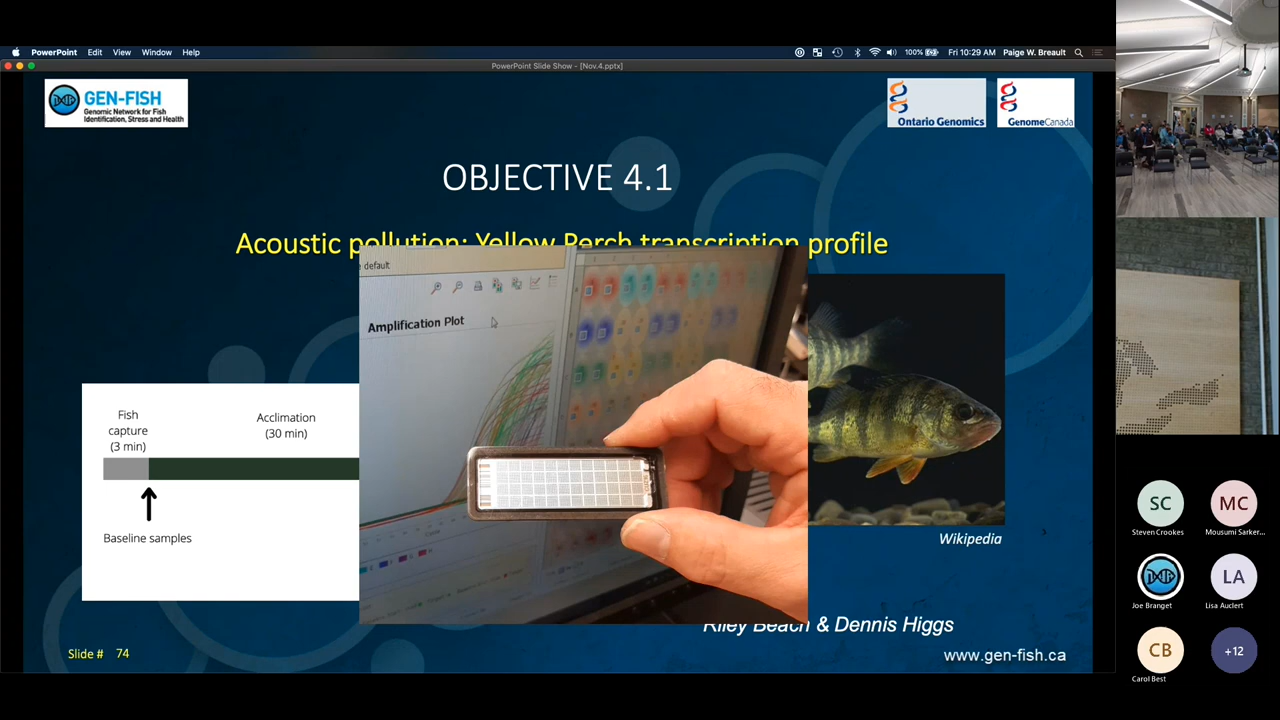 PowerPoint Edit View Window Help
100% Fri 10:29 AM Paige W. Breault
PowerPoint Slide Show - [Nov.4.pptx]
GEN-FISH
Genomic Network for Fish
Identification, Stress and Health
Ontario Genomics
GenomeCanada
OBJECTIVE 4.1
Acoustic pollution: Yellow Perch transcription profile
default
Amplification Plot
Fish
capture
(3 min)
Acclimation
(30 min)
Baseline samples
Wikipedia
Riley Beach & Dennis Higgs
Slide # 74
www.gen-fish.ca
SC
Steven Crookes
MC
Mousumi Sarker...
Joe Branget
LA
Lisa Auclert
CB
Carol Best
+12